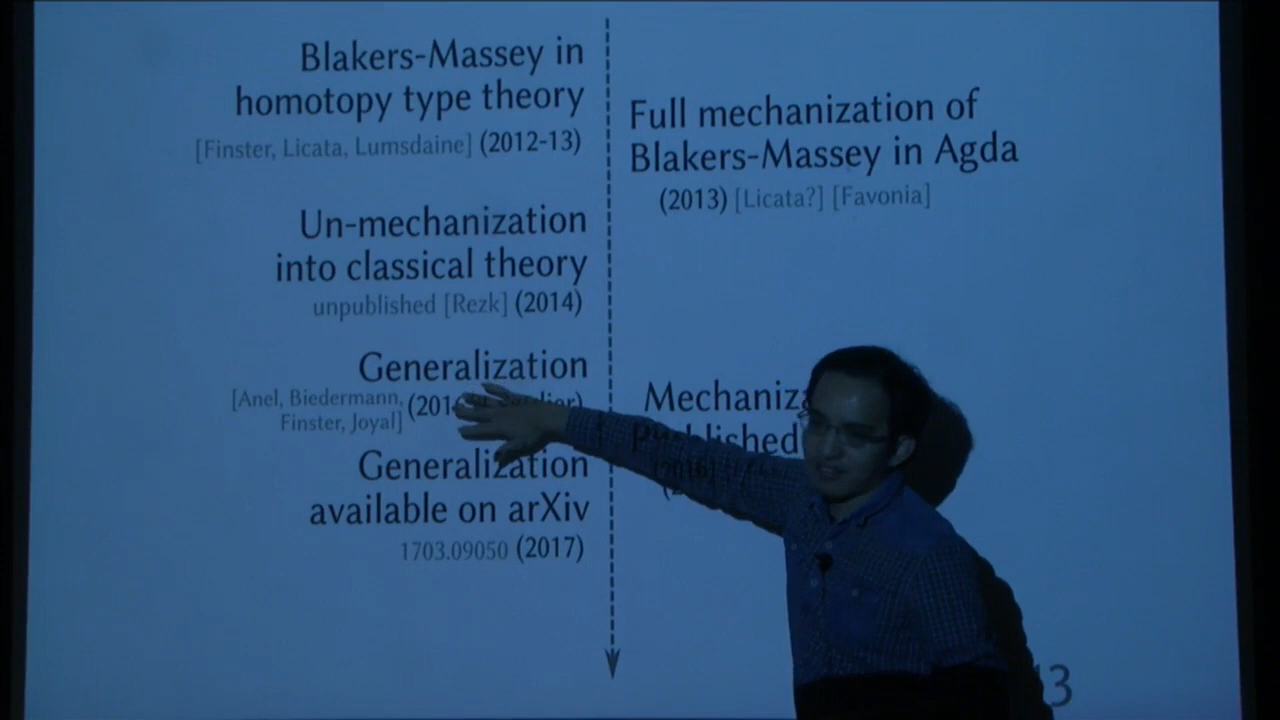 Blakers-Massey in
homotopy type theory
[Finster, Licata, Lumsdaine] (2012-13)
Full mechanization of
Blakers-Massey in Agda
(2013) [Licata?] [Favonia]
Un-mechanization
into classical theory
unpublished [Rezk] (2014)
Generalization
[Anel, Biedermann,
Finster, Joyal]
Mechaniz
published
(2016)
Generalization
available on arXiv
1703.09050 (2017)
13